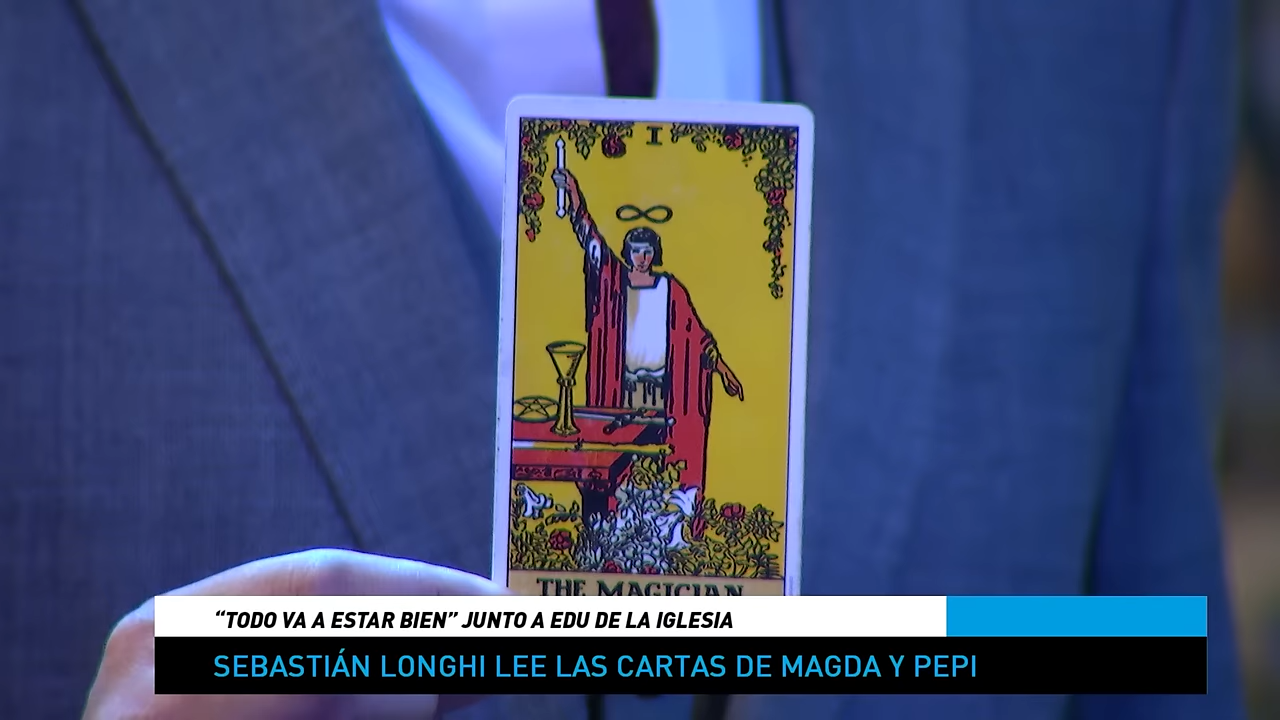 I
THE MAGICIAN
“TODO VA A ESTAR BIEN” JUNTO A EDU DE LA IGLESIA
SEBASTIÁN LONGHI LEE LAS CARTAS DE MAGDA Y PEPI